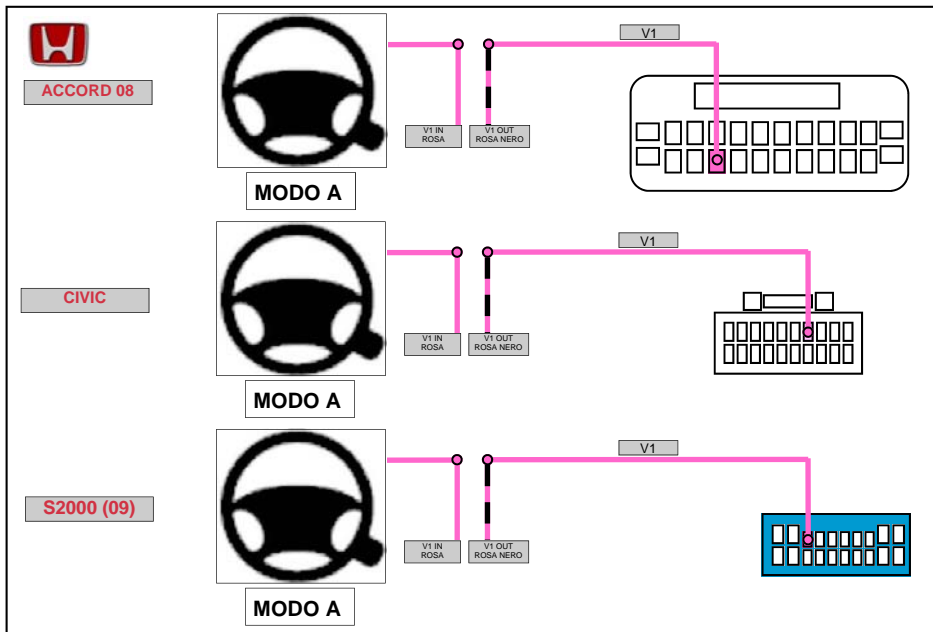 V1
ACCORD 08
V1 IN
ROSA
V1 OUT
ROSA NERO
MODO A
V1
CIVIC
V1 IN
ROSA
V1 OUT
ROSA NERO
MODO A
V1
S2000 (09)
V1 IN
ROSA
V1 OUT
ROSA NERO
MODO A